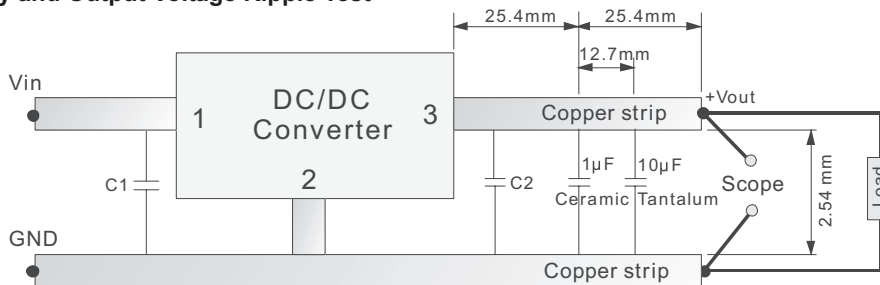 and Output Voltage Ripple Test
25.4mm
25.4mm
12.7mm
Vin
DC/DC
Converter
1
3
2
Copper strip
+Vout
C1
C2
1µF
10µF
Ceramic
Tantalum
Scope
2.54 mm
Load
GND
Copper strip